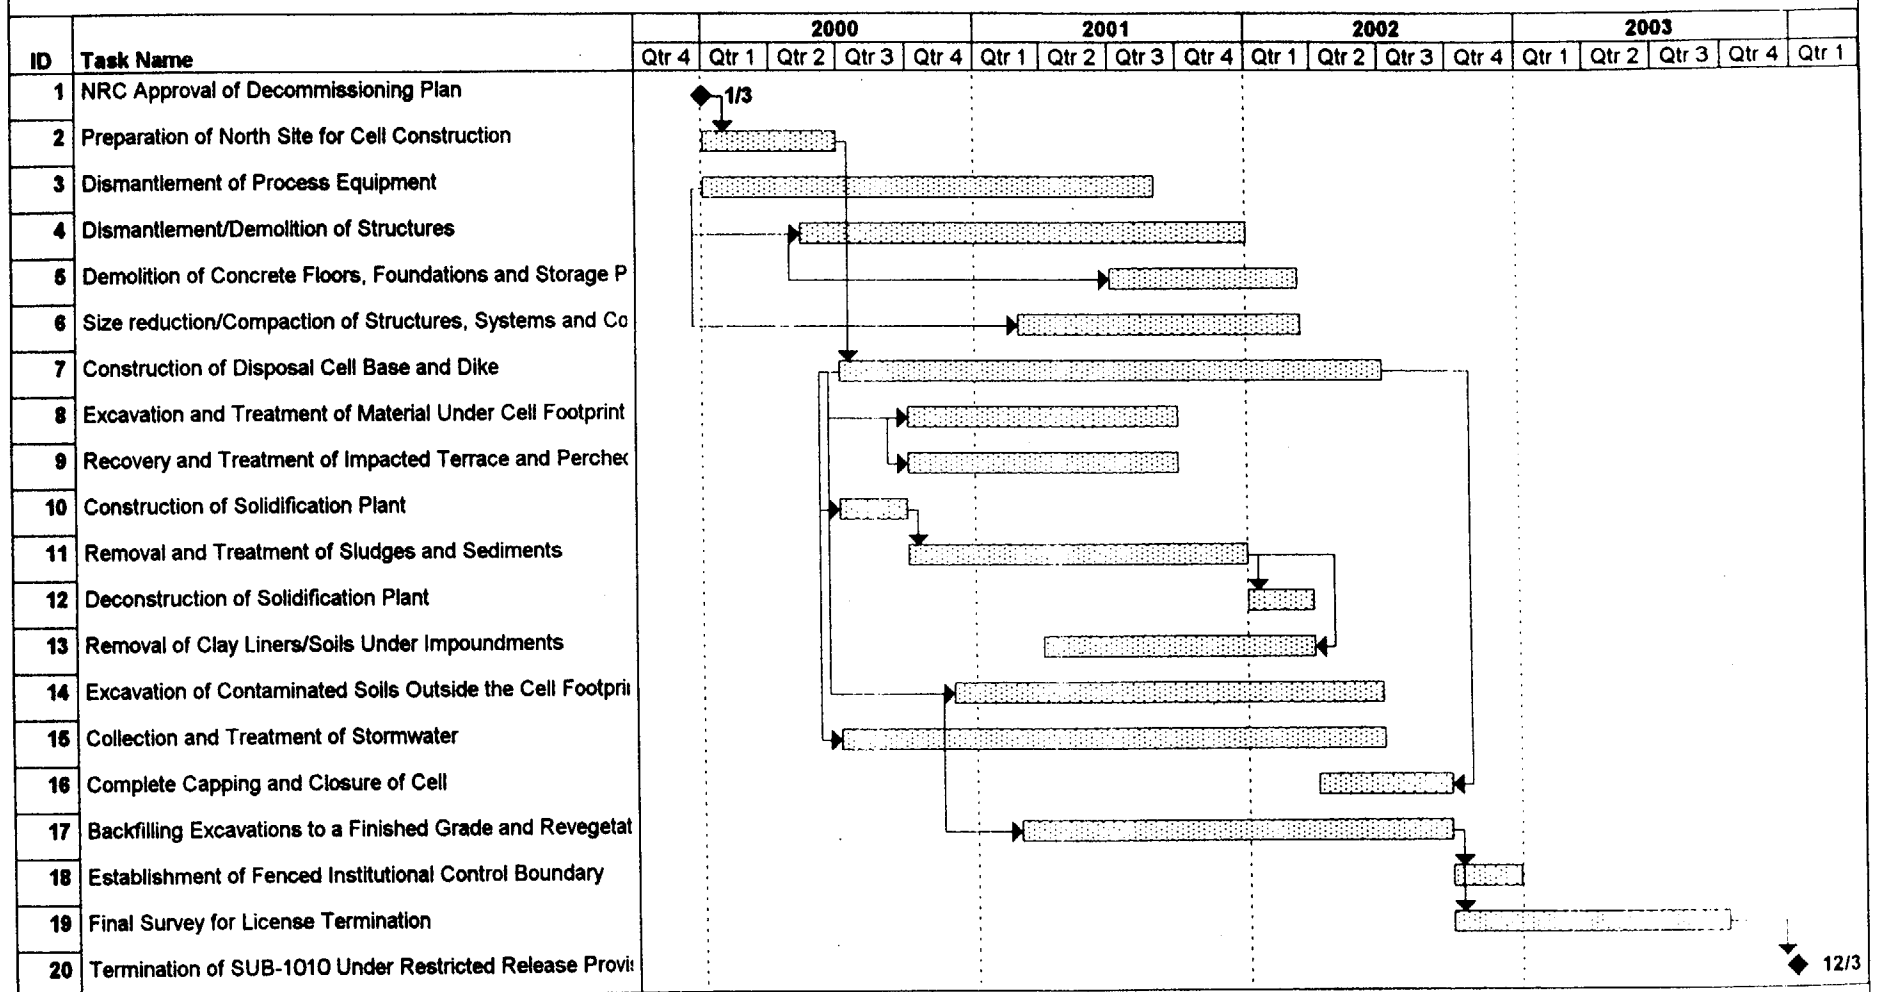 2000 2001 2002 2003
ID Task Name Qtr 4 Qtr 1 Qtr 2 Qtr 3 Qtr 4 Qtr 1 Qtr 2 Qtr 3 Qtr 4 Qtr 1 Qtr 2 Qtr 3 Qtr 4 Qtr 1 Qtr 2 Qtr 3 Qtr 4 Qtr 1
1 NRC Approval of Decommissioning Plan 1/3
2 Preparation of North Site for Cell Construction
3 Dismantlement of Process Equipment
4 Dismantlement/Demolition of Structures
5 Demolition of Concrete Floors, Foundations and Storage P
6 Size reduction/Compaction of Structures, Systems and Co
7 Construction of Disposal Cell Base and Dike
8 Excavation and Treatment of Material Under Cell Footprint
9 Recovery and Treatment of Impacted Terrace and Perched
10 Construction of Solidification Plant
11 Removal and Treatment of Sludges and Sediments
12 Deconstruction of Solidification Plant
13 Removal of Clay Liners/Soils Under Impoundments
14 Excavation of Contaminated Soils Outside the Cell Footprin
15 Collection and Treatment of Stormwater
16 Complete Capping and Closure of Cell
17 Backfilling Excavations to a Finished Grade and Revegetat
18 Establishment of Fenced Institutional Control Boundary
19 Final Survey for License Termination
20 Termination of SUB-1010 Under Restricted Release Provis 12/3